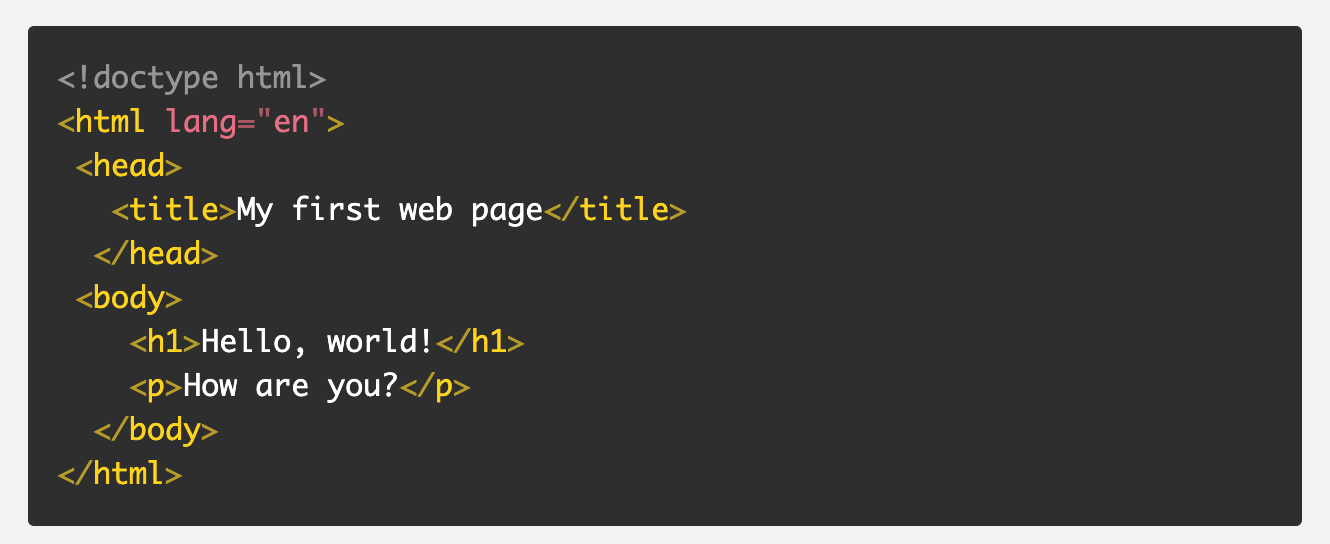 <!doctype html>
<html lang="en">
 <head>
   <title>My first web page</title>
  </head>
 <body>
    <h1>Hello, world!</h1>
    <p>How are you?</p>
  </body>
</html>